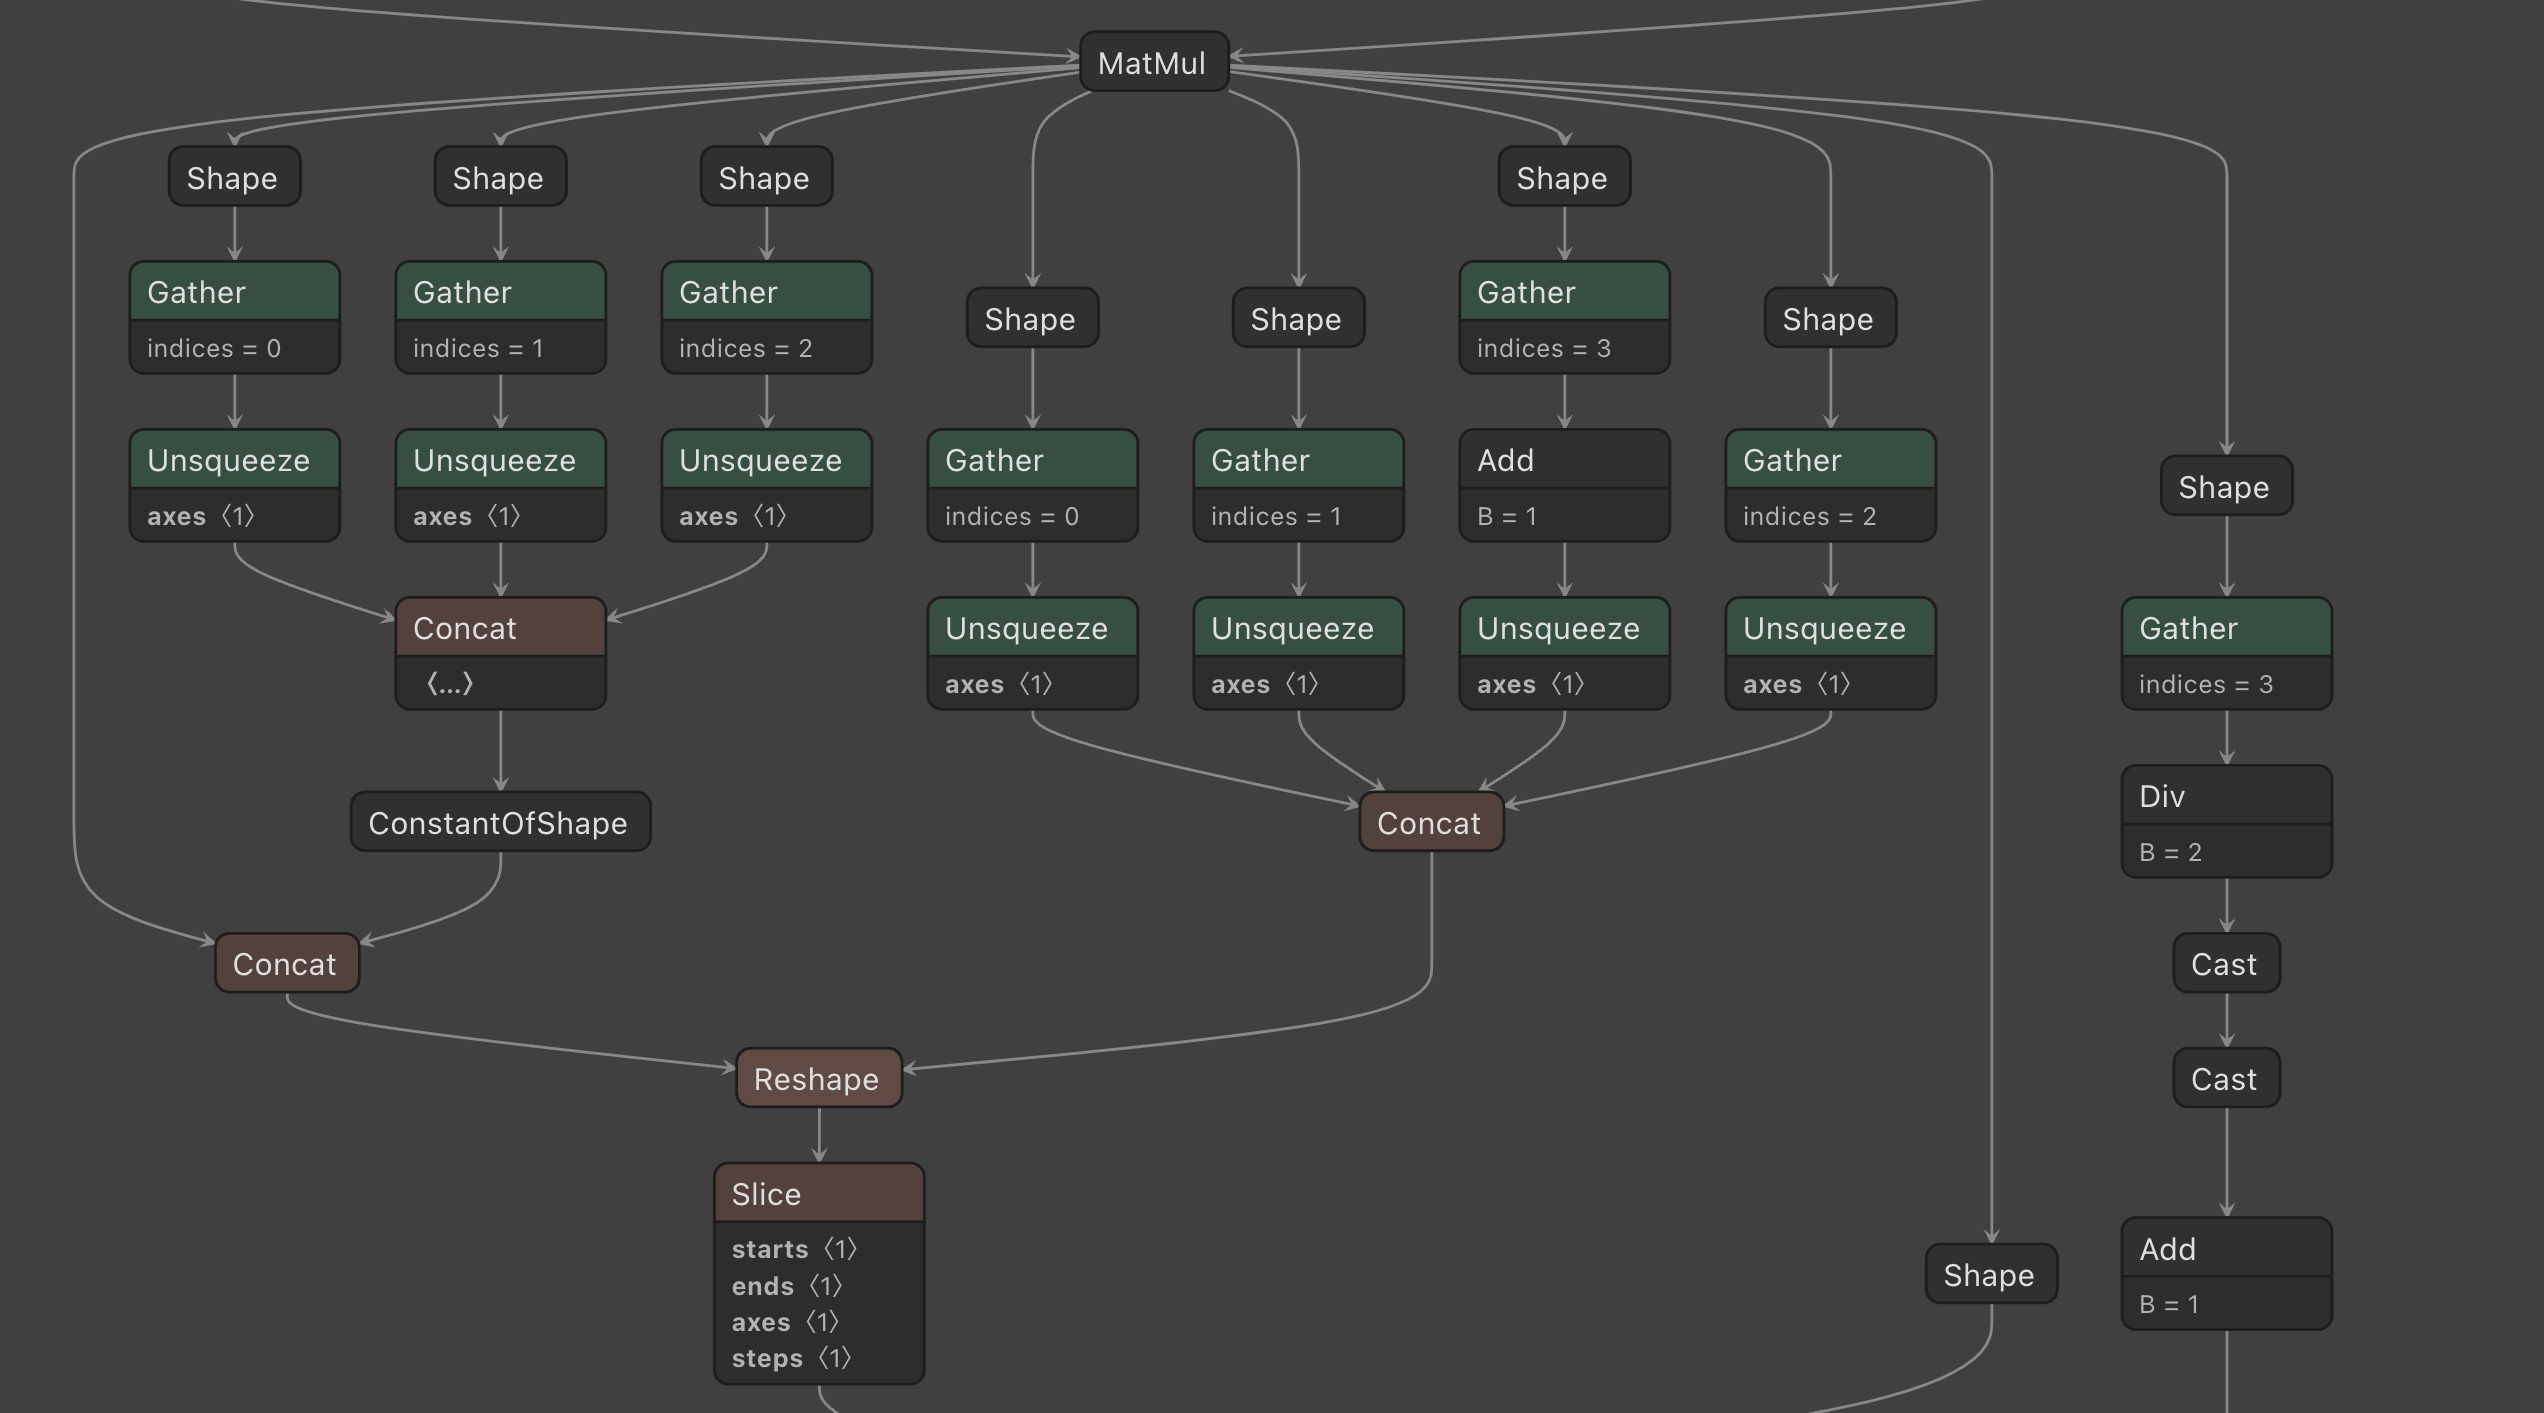 MatMul
Shape
Shape
Shape
Shape
Gather
indices = 0
Gather
indices = 1
Gather
indices = 2
Gather
indices = 3
Shape
Shape
Shape
Unsqueeze
axes 〈1〉
Unsqueeze
axes 〈1〉
Unsqueeze
axes 〈1〉
Gather
indices = 0
Gather
indices = 1
Add
B = 1
Gather
indices = 2
Shape
Concat
〈...〉
Unsqueeze
axes 〈1〉
Unsqueeze
axes 〈1〉
Unsqueeze
axes 〈1〉
Unsqueeze
axes 〈1〉
Gather
indices = 3
ConstantOfShape
Concat
Div
B = 2
Concat
Cast
Reshape
Cast
Slice
starts 〈1〉
ends 〈1〉
axes 〈1〉
steps 〈1〉
Shape
Add
B = 1